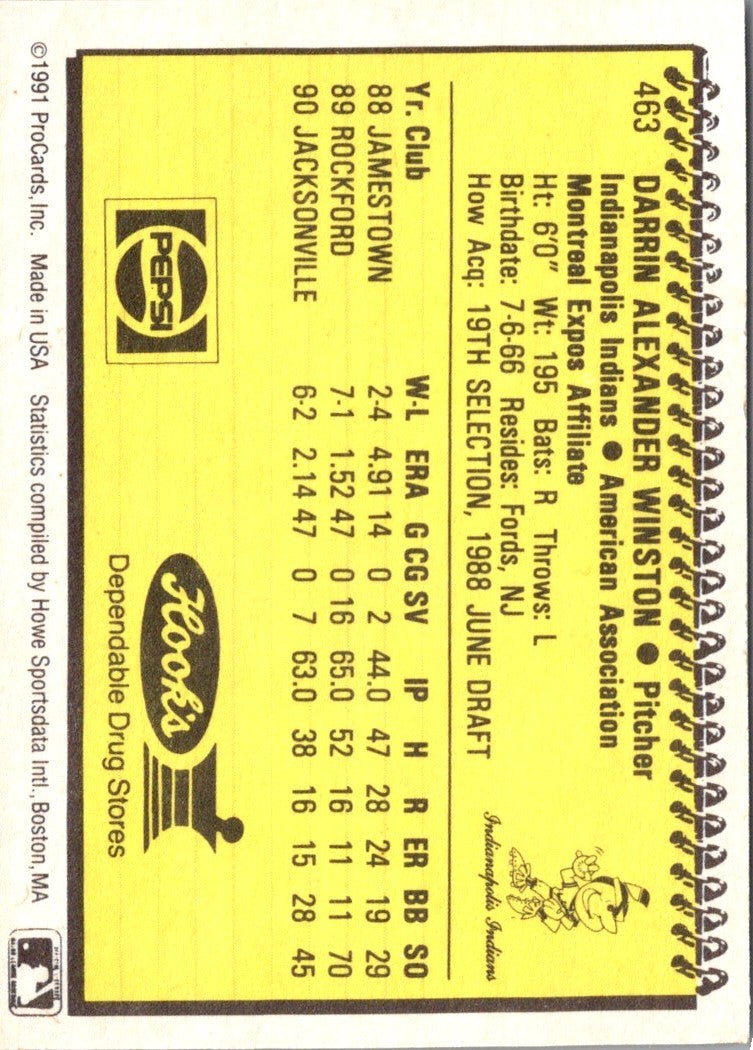 463 DARRIN ALEXANDER WINSTON • Pitcher
Indianapolis Indians • American Association
Montreal Expos Affiliate
Ht: 6'0" Wt: 195 Bats: R Throws: L
Birthdate: 7-6-66 Resides: Fords, NJ
How Acq: 19TH SELECTION, 1988 JUNE DRAFT
Indianapolis Indians
Yr. Club W-L ERA G CG SV IP H R ER BB SO
88 JAMESTOWN 2-4 4.91 14 0 2 44.0 47 28 24 19 29
89 ROCKFORD 7-1 1.52 47 0 16 65.0 52 16 11 11 70
90 JACKSONVILLE 6-2 2.14 47 0 7 63.0 38 16 15 28 45
PEPSI
Hook's
Dependable Drug Stores
©1991 ProCards, Inc. Made in USA Statistics compiled by Howe Sportsdata Intl., Boston, MA